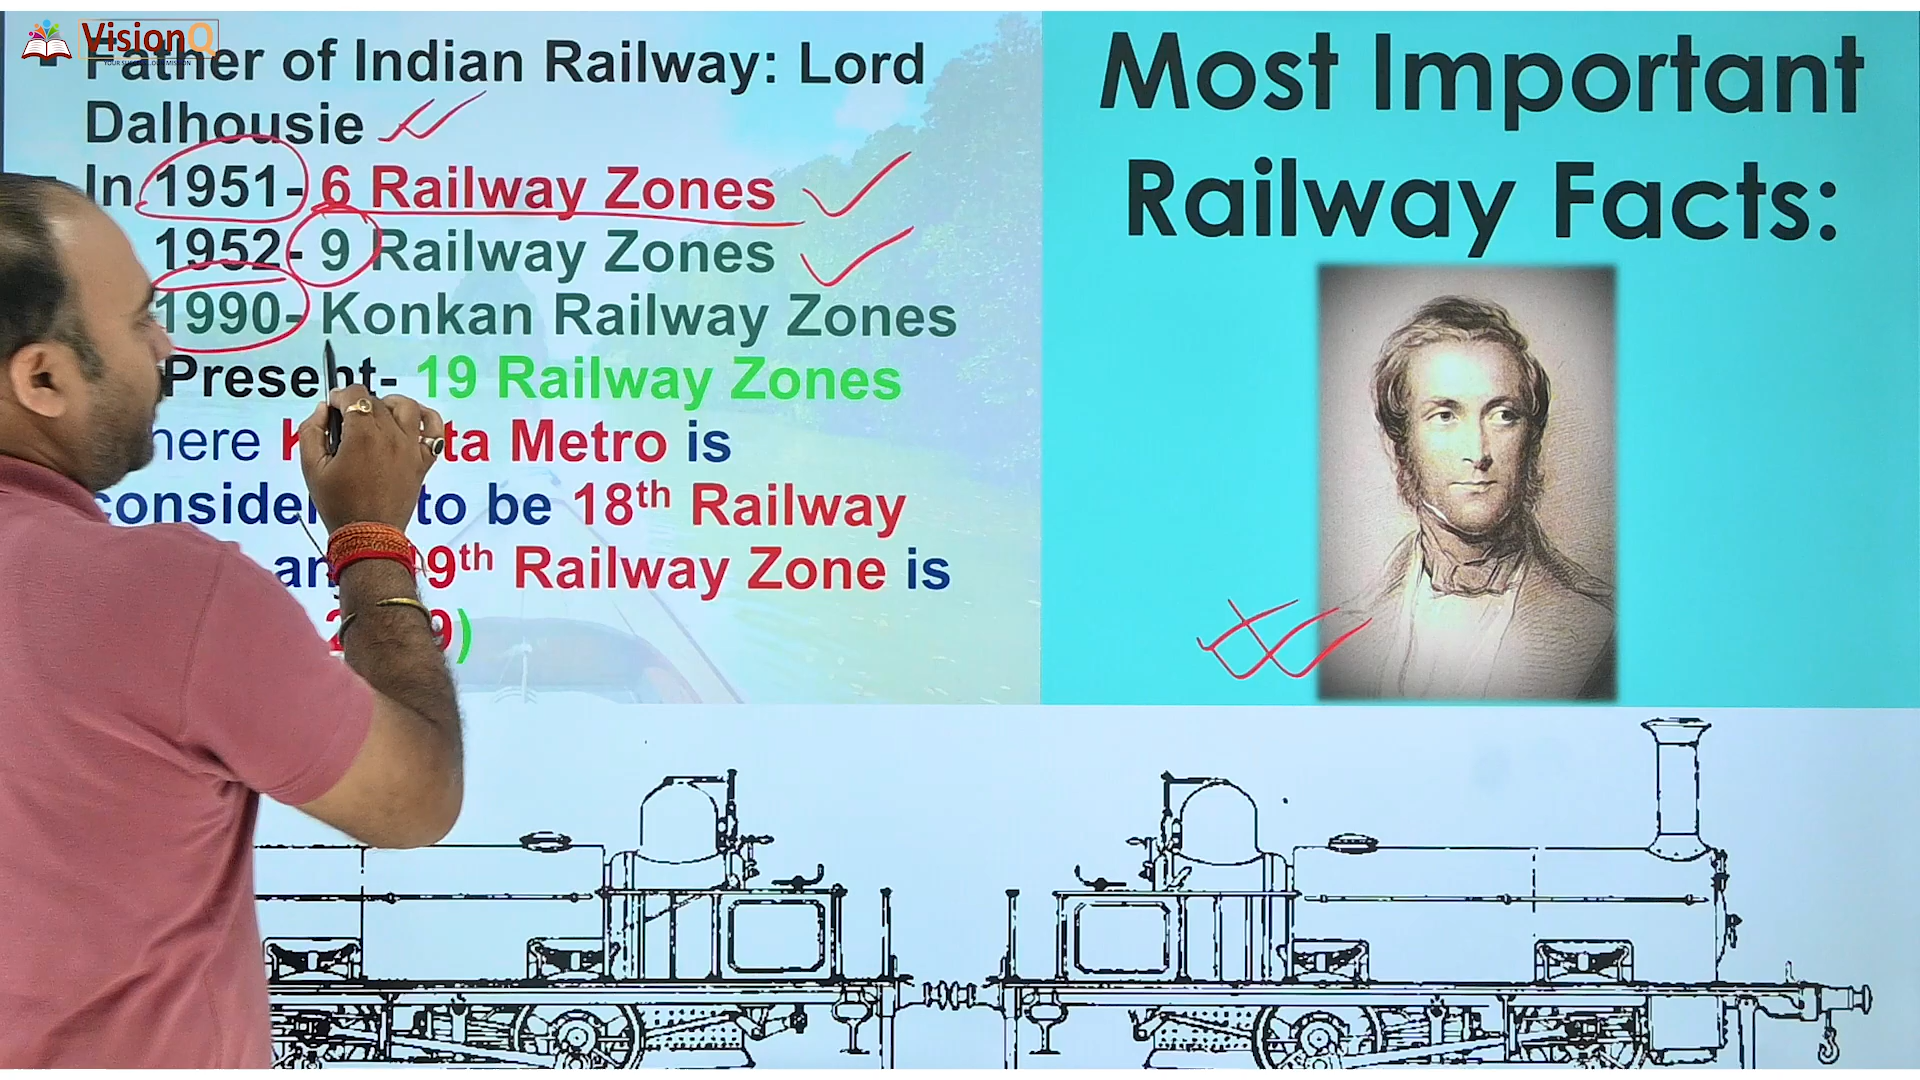 VisionQ
Father of Indian Railway: Lord
Dalhousie
In 1951- 6 Railway Zones
1952- 9 Railway Zones
1990- Konkan Railway Zones
Present- 19 Railway Zones
Metro is
to be 18th Railway
9th Railway Zone is
Most Important
Railway Facts: